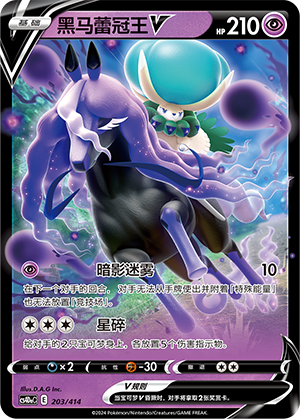 基础 黑马蕾冠王V HP210
暗影迷雾 10
在下一个对手的回合，对手无法从手牌使出并附着「特殊能量」
也无法放置「竞技场」。
星碎
给对手的2只宝可梦身上，各放置5个伤害指示物。
弱点 ×2 抗性 -30 撤退
Illus.D.A.G Inc.
V规则
203/414 当宝可梦V昏厥时，对手将拿取2张奖赏卡。
©2024 Pokémon/Nintendo/Creatures/GAME FREAK